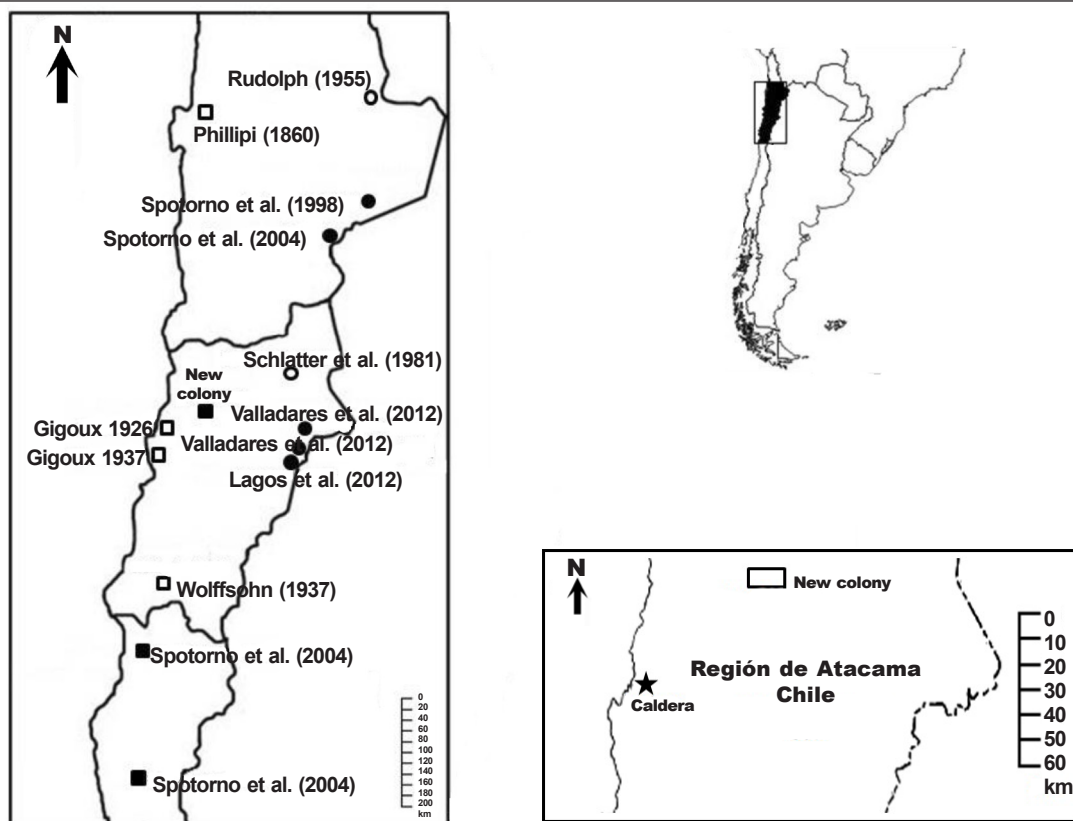 N
Rudolph (1955)
Phillipi (1860)
Spotorno et al. (1998)
Spotorno et al. (2004)
Schlatter et al. (1981)
New
colony
Valladares et al. (2012)
Gigoux 1926
Valladares et al. (2012)
Gigoux 1937
Lagos et al. (2012)
Wolffsohn (1937)
Spotorno et al. (2004)
Spotorno et al. (2004)
0
20
40
60
80
100
120
140
160
180
200
km
N
New colony
Región de Atacama
Chile
Caldera
0
10
20
30
40
50
60
km